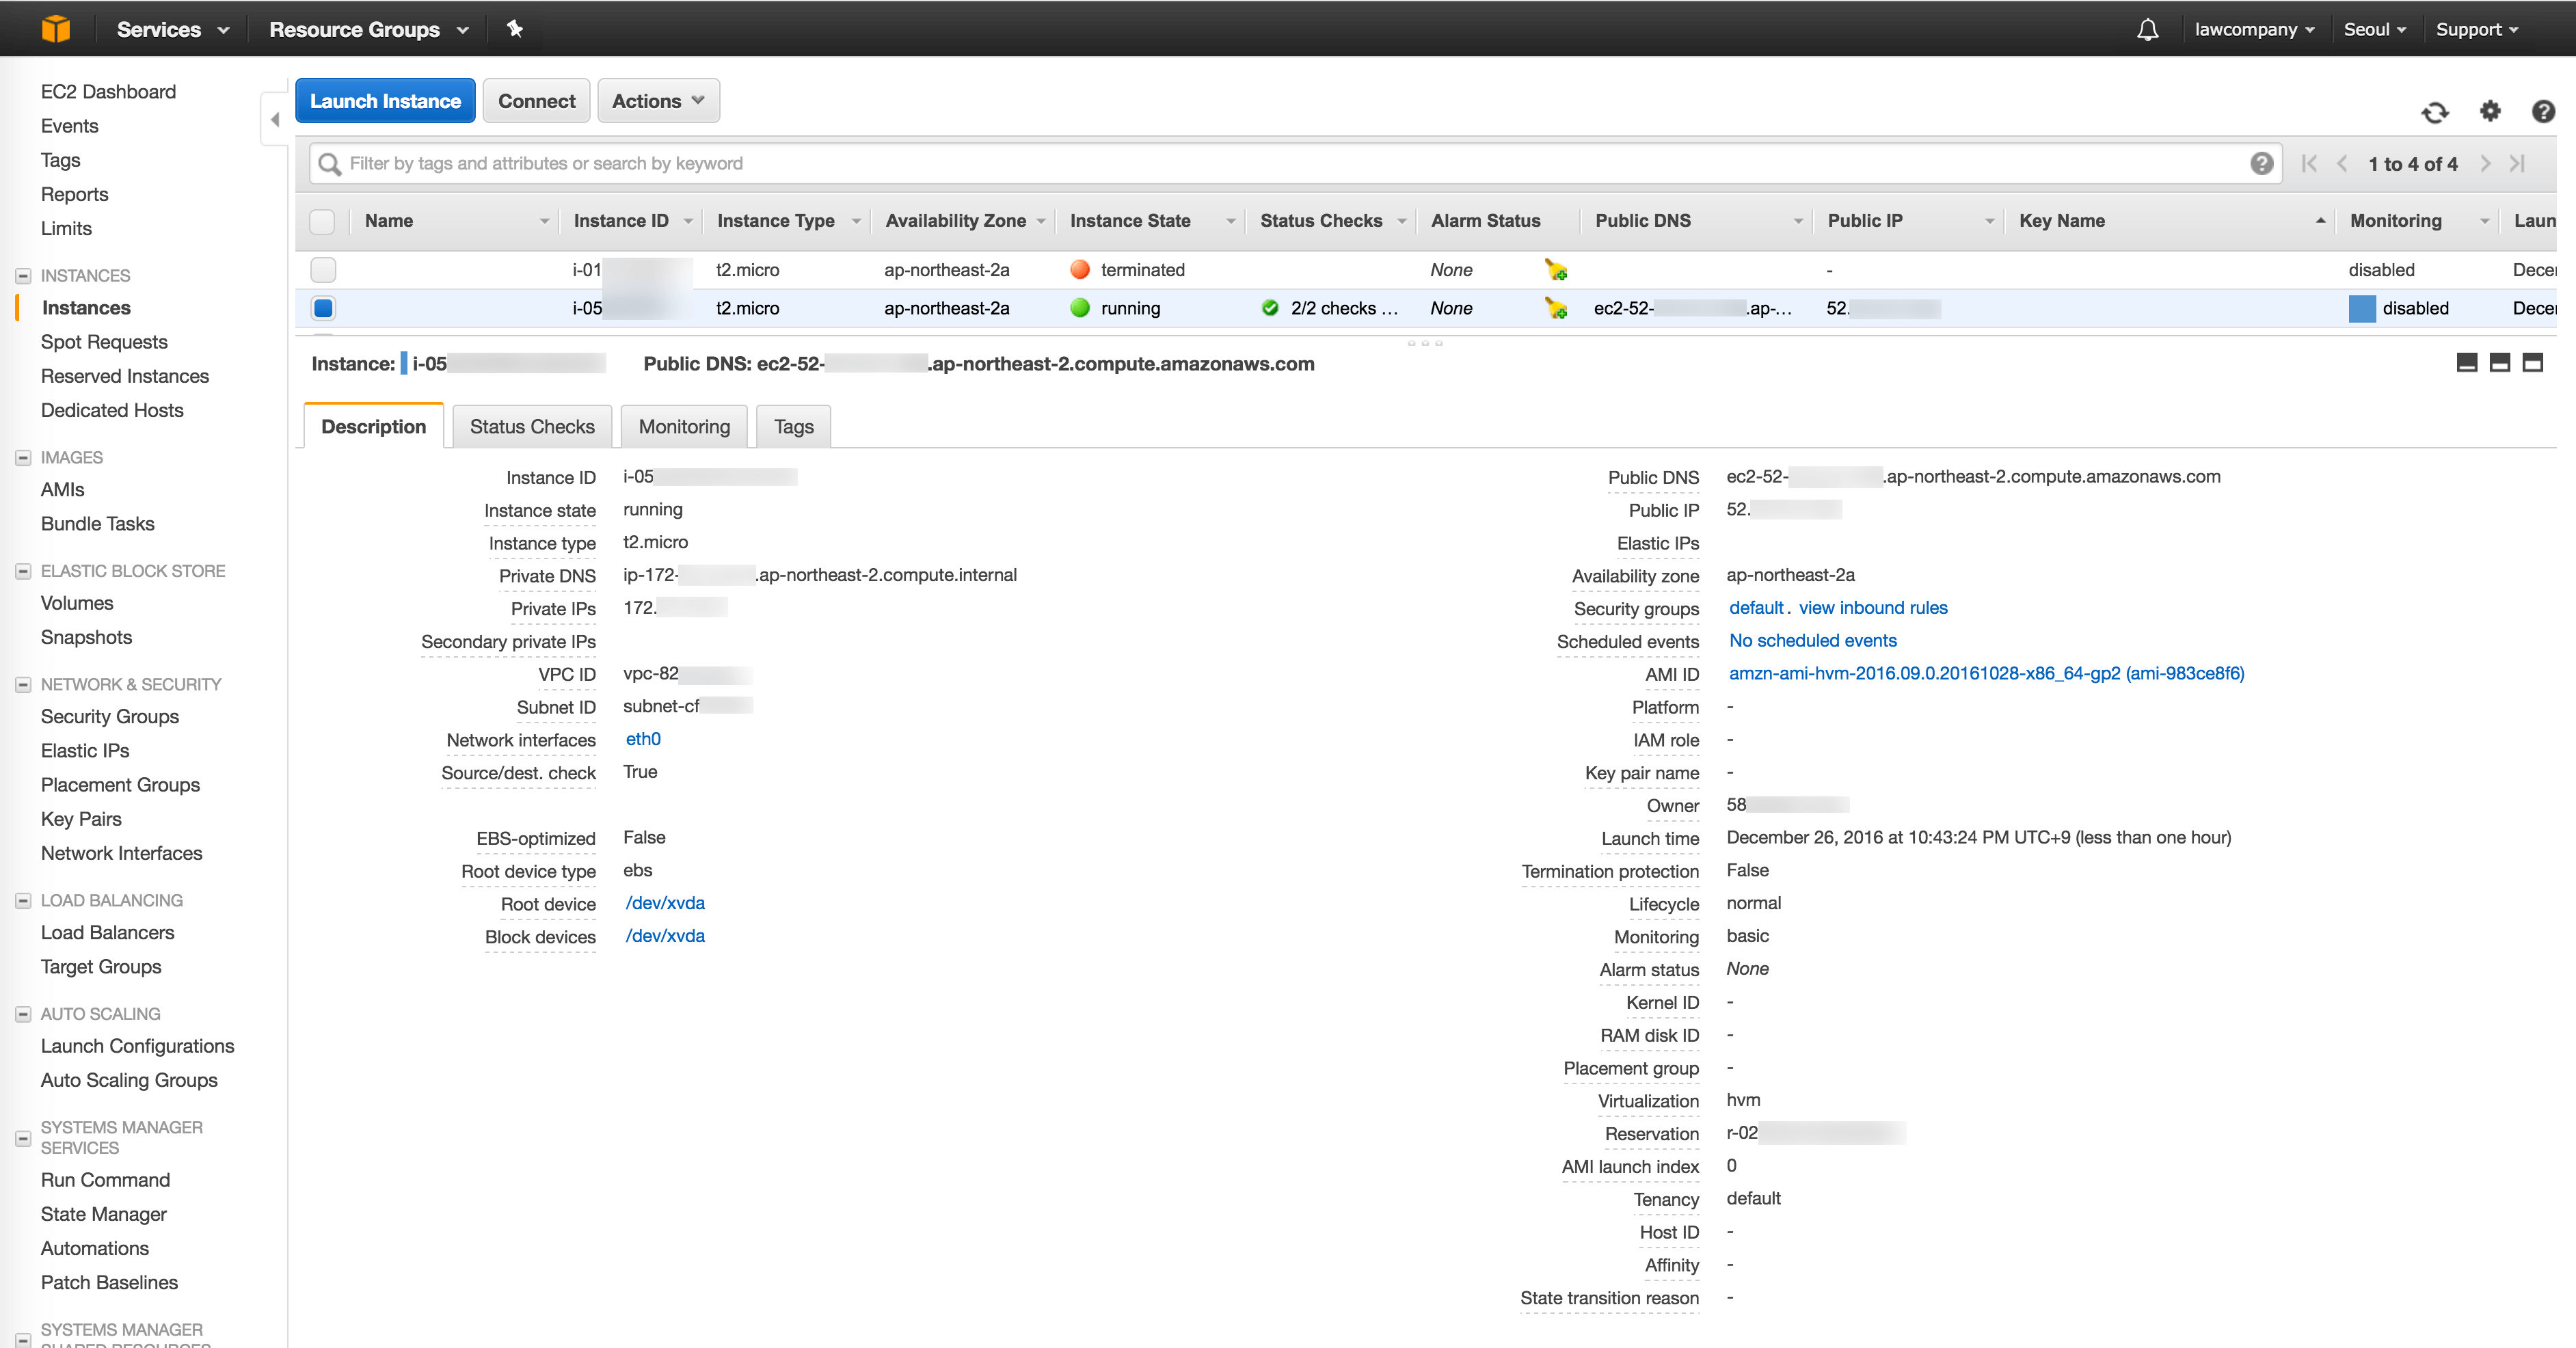 Services Resource Groups lawcompany Seoul Support
EC2 Dashboard
Events
Tags
Reports
Limits
INSTANCES
Instances
Spot Requests
Reserved Instances
Dedicated Hosts
IMAGES
AMIs
Bundle Tasks
ELASTIC BLOCK STORE
Volumes
Snapshots
NETWORK & SECURITY
Security Groups
Elastic IPs
Placement Groups
Key Pairs
Network Interfaces
LOAD BALANCING
Load Balancers
Target Groups
AUTO SCALING
Launch Configurations
Auto Scaling Groups
SYSTEMS MANAGER
SERVICES
Run Command
State Manager
Automations
Patch Baselines
SYSTEMS MANAGER
SHARED RESOURCES
Launch Instance Connect Actions
Filter by tags and attributes or search by keyword 1 to 4 of 4
Name Instance ID Instance Type Availability Zone Instance State Status Checks Alarm Status Public DNS Public IP Key Name Monitoring Laun
i-01 t2.micro ap-northeast-2a terminated None - disabled Decei
i-05 t2.micro ap-northeast-2a running 2/2 checks ... None ec2-52- .ap-... 52. disabled Decei
Instance: i-05 Public DNS: ec2-52- .ap-northeast-2.compute.amazonaws.com
Description Status Checks Monitoring Tags
Instance ID i-05
Instance state running
Instance type t2.micro
Private DNS ip-172- .ap-northeast-2.compute.internal
Private IPs 172.
Secondary private IPs
VPC ID vpc-82
Subnet ID subnet-cf
Network interfaces eth0
Source/dest. check True
EBS-optimized False
Root device type ebs
Root device /dev/xvda
Block devices /dev/xvda
Public DNS ec2-52- .ap-northeast-2.compute.amazonaws.com
Public IP 52.
Elastic IPs
Availability zone ap-northeast-2a
Security groups default . view inbound rules
Scheduled events No scheduled events
AMI ID amzn-ami-hvm-2016.09.0.20161028-x86_64-gp2 (ami-983ce8f6)
Platform -
IAM role -
Key pair name -
Owner 58
Launch time December 26, 2016 at 10:43:24 PM UTC+9 (less than one hour)
Termination protection False
Lifecycle normal
Monitoring basic
Alarm status None
Kernel ID -
RAM disk ID -
Placement group -
Virtualization hvm
Reservation r-02
AMI launch index 0
Tenancy default
Host ID -
Affinity -
State transition reason -